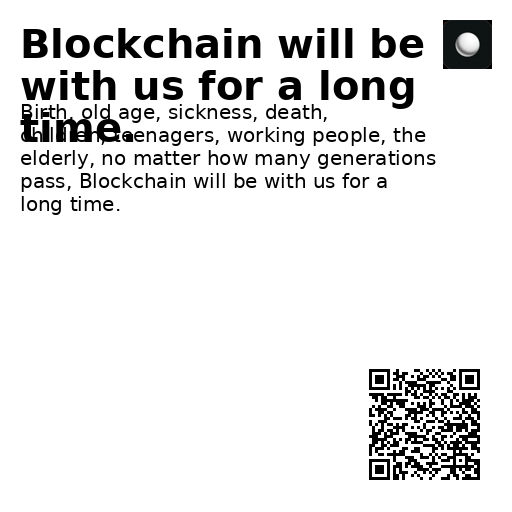 Blockchain will be
with us for a long
time.
Birth, old age, sickness, death,
children, teenagers, working people, the
elderly, no matter how many generations
pass, Blockchain will be with us for a
long time.